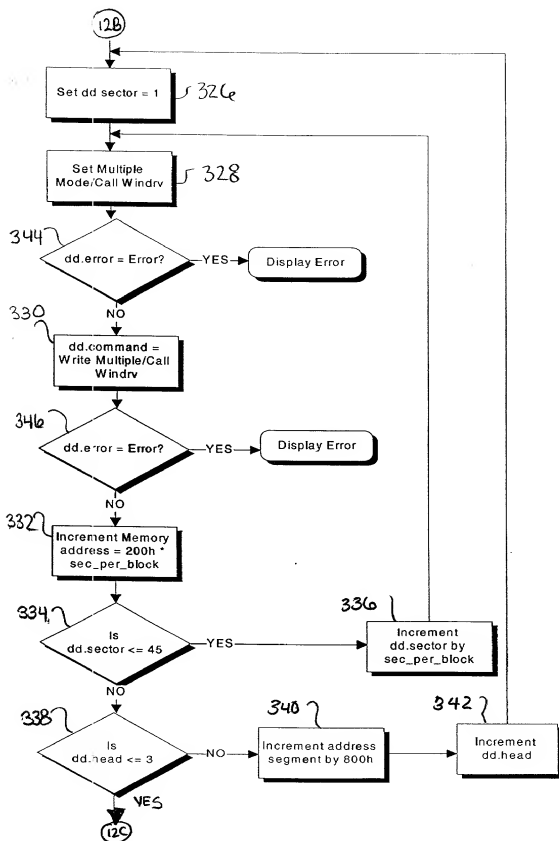 12B
Set dd sector = 1
326
Set Multiple
Mode/Call Windrv
328
344
dd.error = Error?
YES
Display Error
NO
330
dd.command =
Write Multiple/Call
Windrv
346
dd.error = Error?
YES
Display Error
NO
332
Increment Memory
address = 200h *
sec_per_block
334
Is
dd.sector <= 45
YES
336
Increment
dd.sector by
sec_per_block
NO
338
Is
dd.head <= 3
NO
340
Increment address
segment by 800h
342
Increment
dd.head
YES
12C